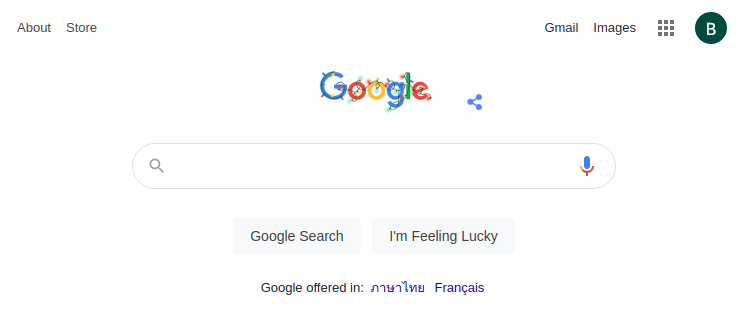 About Store Gmail Images B
Google
Google Search I'm Feeling Lucky
Google offered in: ภาษาไทย Français